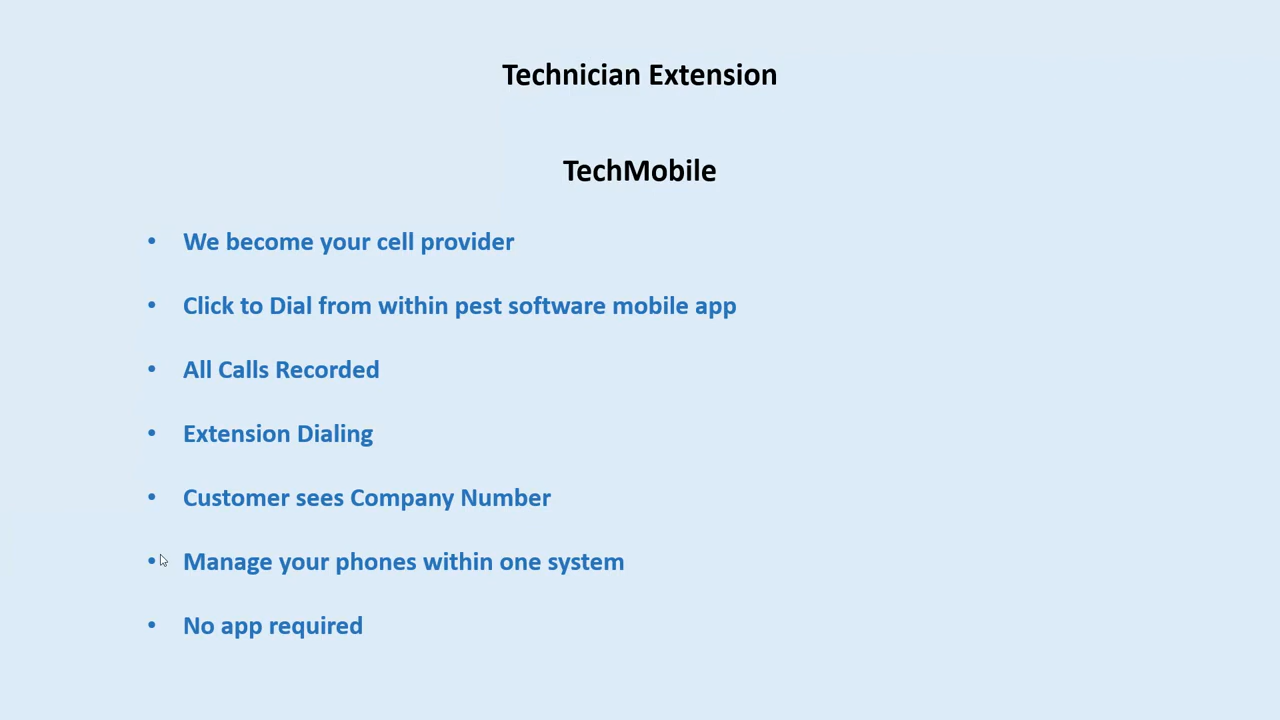 Technician Extension
TechMobile
• We become your cell provider
• Click to Dial from within pest software mobile app
• All Calls Recorded
• Extension Dialing
• Customer sees Company Number
• Manage your phones within one system
• No app required